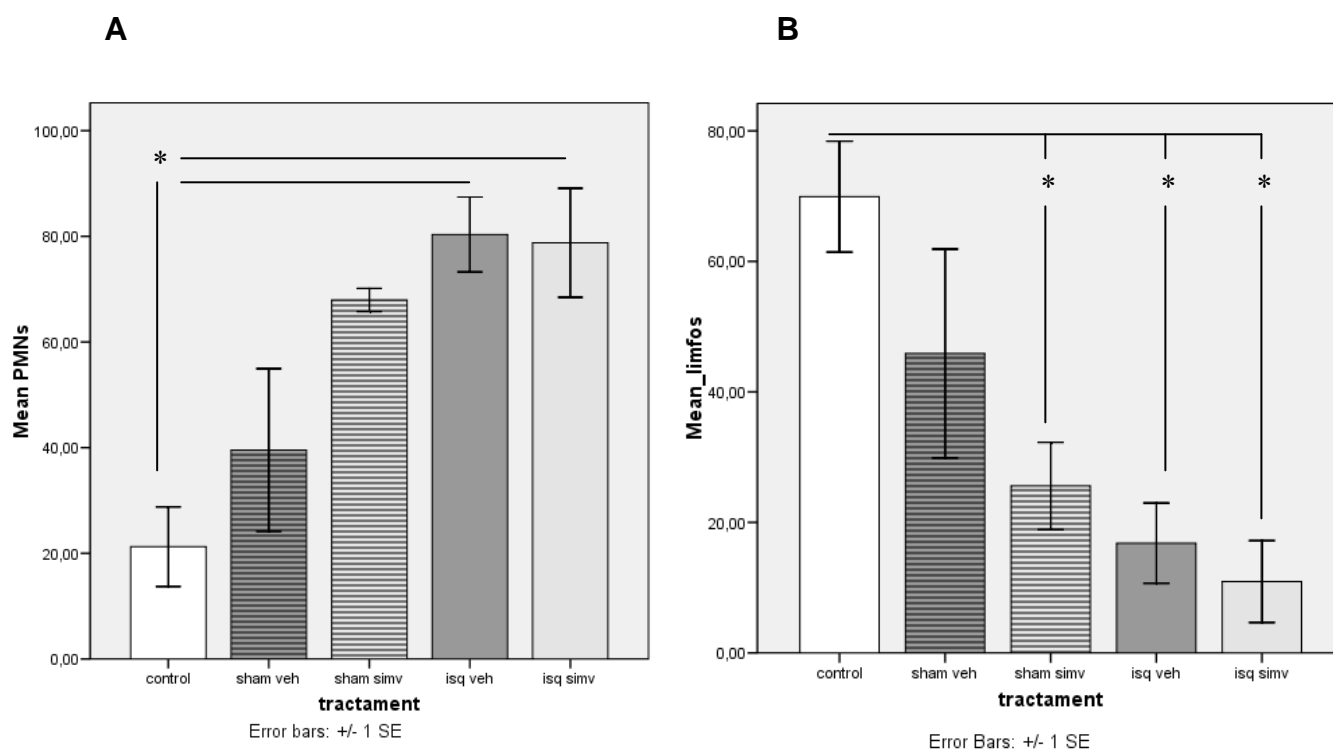 A
100,00
80,00
60,00
40,00
20,00
0,00
Mean PMNs
*
control sham veh sham simv isq veh isq simv
tractament
Error bars: +/- 1 SE
B
80,00
60,00
40,00
20,00
0,00
Mean_limfos
* * *
control sham veh sham simv isq veh isq simv
tractament
Error Bars: +/- 1 SE